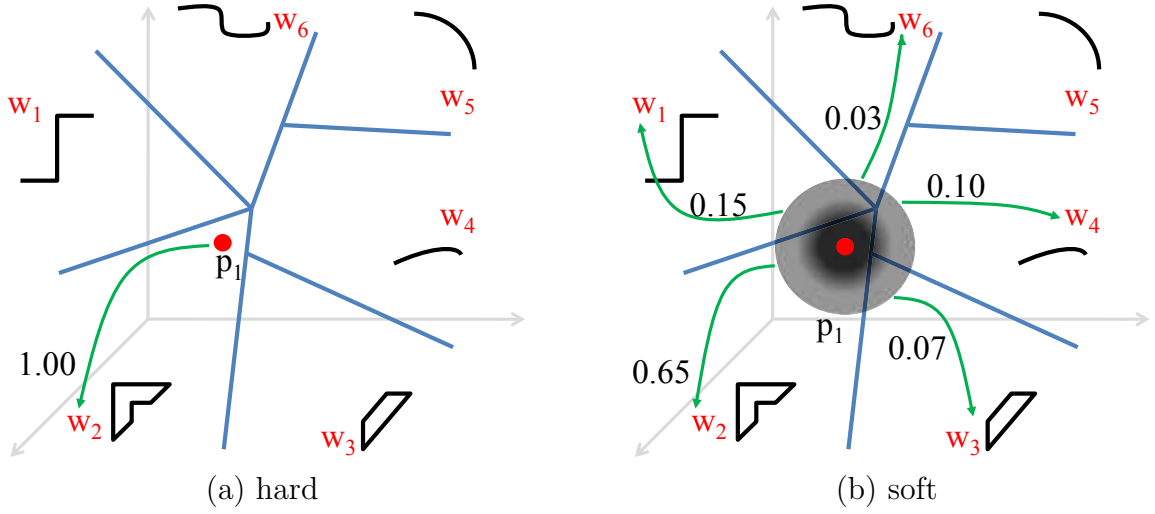 w₆
w₅
w₁
w₄
p₁
1.00
w₂
w₃
(a) hard
w₆
w₅
w₁
0.03
0.10
0.15
w₄
p₁
0.07
0.65
w₂
w₃
(b) soft